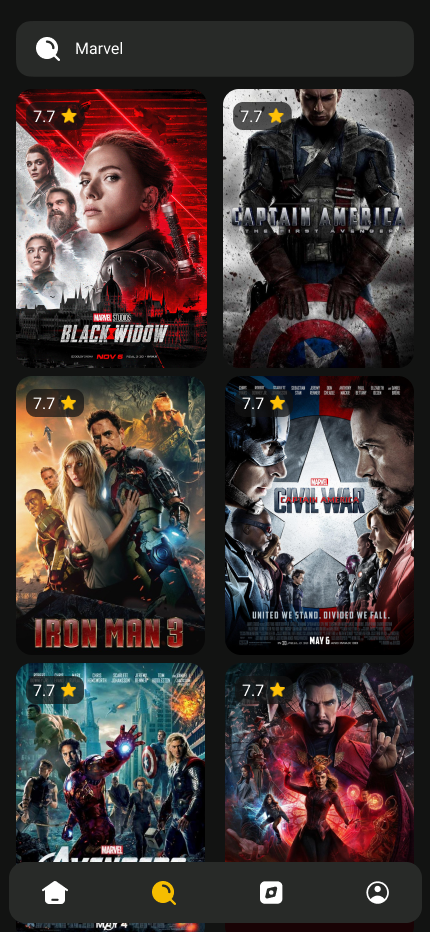 Marvel
7.7
7.7
MARVEL STUDIOS
BLACK WIDOW
NOV 6
CAPTAIN AMERICA
THE FIRST AVENGER
7.7
7.7
IRON MAN 3
MARVEL
CAPTAIN AMERICA
CIVIL WAR
UNITED WE STAND. DIVIDED WE FALL.
MAY 6
7.7
7.7
MARVEL
AVENGERS
MAY 4